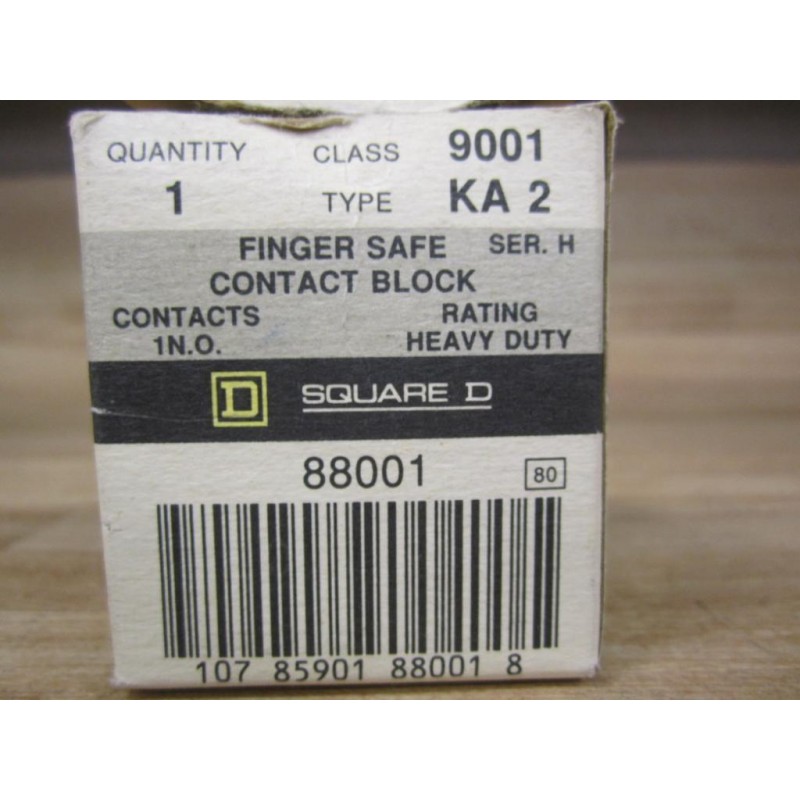 QUANTITY CLASS 9001
1 TYPE KA 2
FINGER SAFE SER. H
CONTACT BLOCK
CONTACTS RATING
1N.O. HEAVY DUTY
D SQUARE D
88001 80
107 85901 88001 8